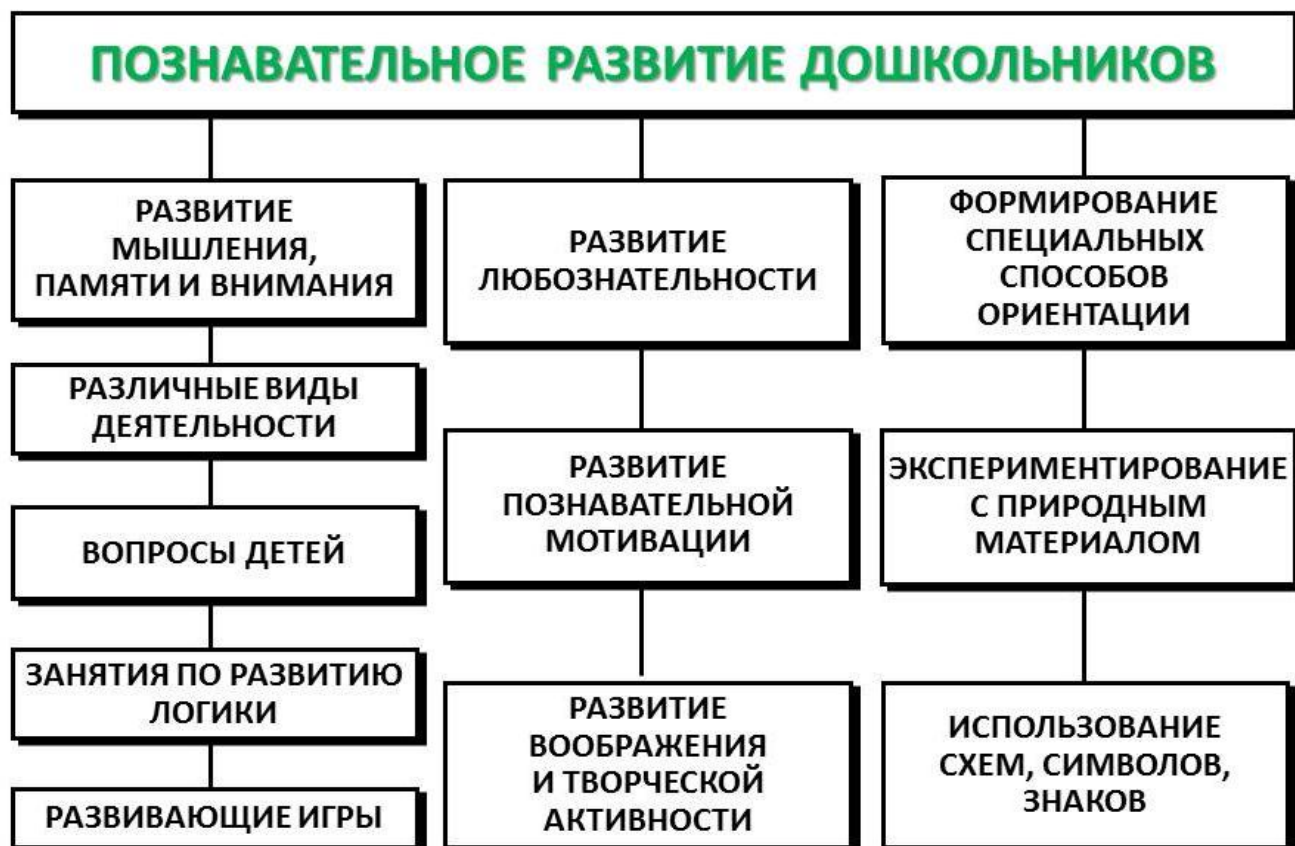 ПОЗНАВАТЕЛЬНОЕ РАЗВИТИЕ ДОШКОЛЬНИКОВ
РАЗВИТИЕ
МЫШЛЕНИЯ,
ПАМЯТИ И ВНИМАНИЯ
РАЗЛИЧНЫЕ ВИДЫ
ДЕЯТЕЛЬНОСТИ
ВОПРОСЫ ДЕТЕЙ
ЗАНЯТИЯ ПО РАЗВИТИЮ
ЛОГИКИ
РАЗВИВАЮЩИЕ ИГРЫ
РАЗВИТИЕ
ЛЮБОЗНАТЕЛЬНОСТИ
РАЗВИТИЕ
ПОЗНАВАТЕЛЬНОЙ
МОТИВАЦИИ
РАЗВИТИЕ
ВООБРАЖЕНИЯ
И ТВОРЧЕСКОЙ
АКТИВНОСТИ
ФОРМИРОВАНИЕ
СПЕЦИАЛЬНЫХ
СПОСОБОВ
ОРИЕНТАЦИИ
ЭКСПЕРИМЕНТИРОВАНИЕ
С ПРИРОДНЫМ
МАТЕРИАЛОМ
ИСПОЛЬЗОВАНИЕ
СХЕМ, СИМВОЛОВ,
ЗНАКОВ